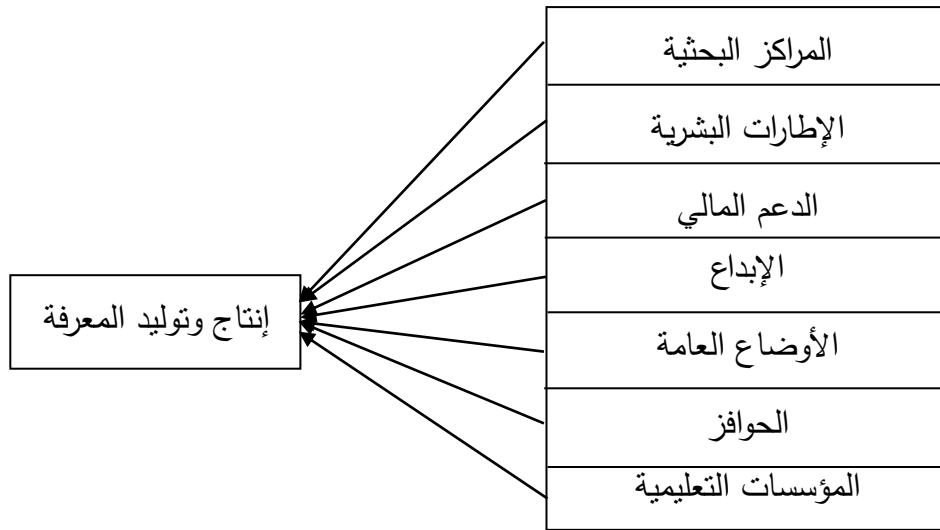 المراكز البحثية
الإطارات البشرية
الدعم المالي
الإبداع
الأوضاع العامة
الحوافز
المؤسسات التعليمية
إنتاج وتوليد المعرفة